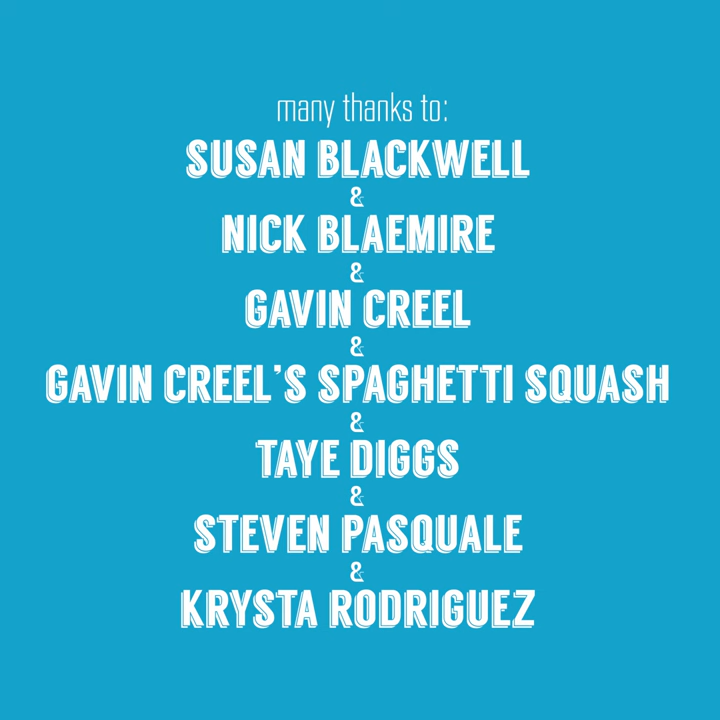 many thanks to:
SUSAN BLACKWELL
&
NICK BLAEMIRE
&
GAVIN CREEL
&
GAVIN CREEL'S SPAGHETTI SQUASH
&
TAYE DIGGS
&
STEVEN PASQUALE
&
KRYSTA RODRIGUEZ